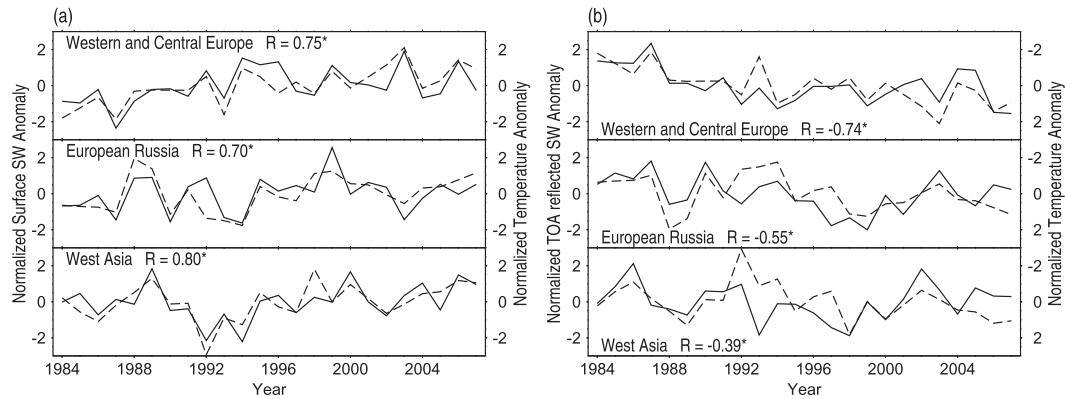 (a)
Western and Central Europe R = 0.75*
European Russia R = 0.70*
West Asia R = 0.80*
Normalized Surface SW Anomaly
Normalized Temperature Anomaly
2
0
-2
2
0
-2
2
0
-2
2
0
-2
2
0
-2
2
0
-2
1984 1988 1992 1996 2000 2004
Year
(b)
Western and Central Europe R = -0.74*
European Russia R = -0.55*
West Asia R = -0.39*
Normalized TOA reflected SW Anomaly
Normalized Temperature Anomaly
2
0
-2
2
0
-2
2
0
-2
-2
0
2
-2
0
2
-2
0
2
1984 1988 1992 1996 2000 2004
Year